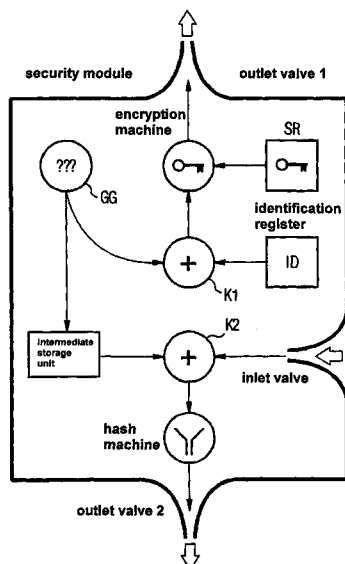 security module
outlet valve 1
encryption
machine
SR
???
GG
identification
register
+
ID
K1
K2
intermediate
storage
unit
+
inlet valve
hash
machine
outlet valve 2